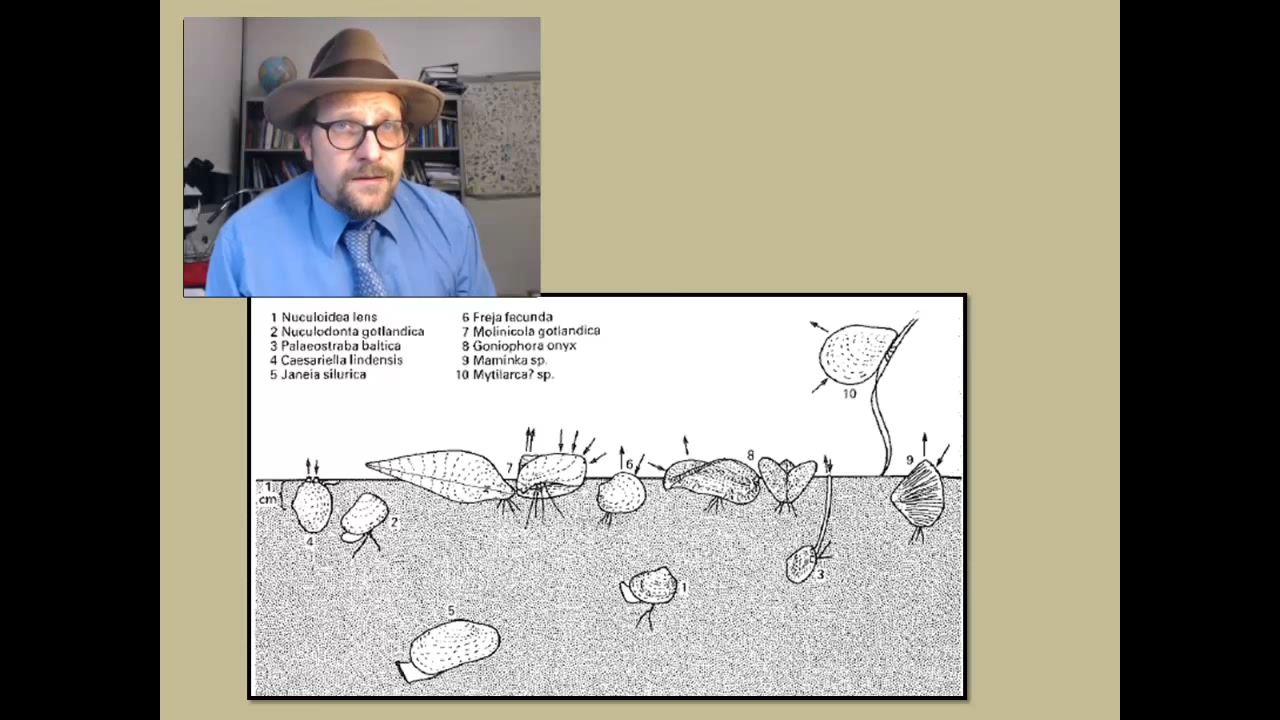 1 Nuculoidea lens
2 Nuculodonta gotlandica
3 Palaeostraba baltica
4 Caesariella lindensis
5 Janeia silurica
6 Freja fecunda
7 Molinicola gotlandica
8 Goniophora onyx
9 Maminka sp.
10 Mytilarca? sp.
10
7
6
8
9
1
cm
4
2
3
1
5